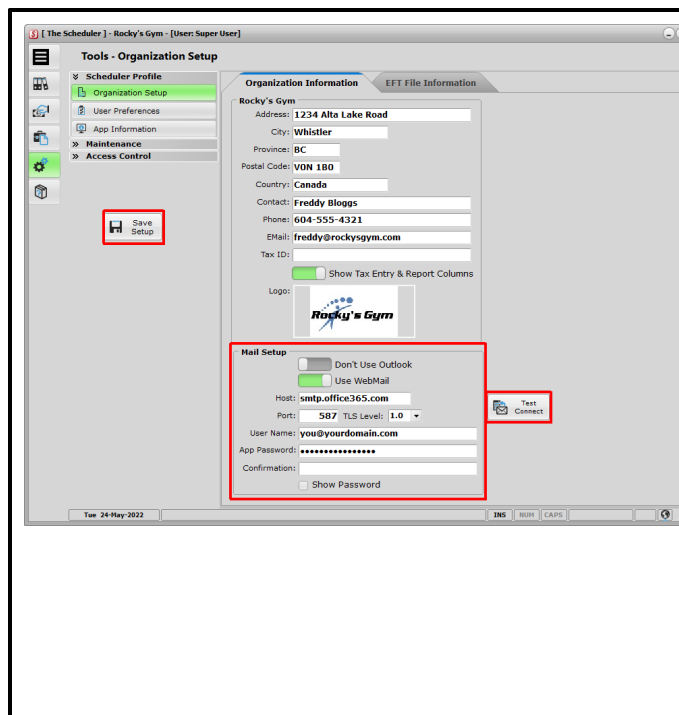 [ The Scheduler ] - Rocky's Gym - [User: Super User]
Tools - Organization Setup
Scheduler Profile
Organization Setup
User Preferences
App Information
Maintenance
Access Control
Save Setup
Organization Information
EFT File Information
Rocky's Gym
Address: 1234 Alta Lake Road
City: Whistler
Province: BC
Postal Code: V0N 1B0
Country: Canada
Contact: Freddy Bloggs
Phone: 604-555-4321
EMail: freddy@rockysgym.com
Tax ID:
Show Tax Entry & Report Columns
Logo: Rocky's Gym
Mail Setup
Don't Use Outlook
Use WebMail
Host: smtp.office365.com
Port: 587 TLS Level: 1.0
User Name: you@yourdomain.com
App Password: ••••••••••••••••
Confirmation:
Show Password
Test Connect
Tue 24-May-2022
INS NUM CAPS